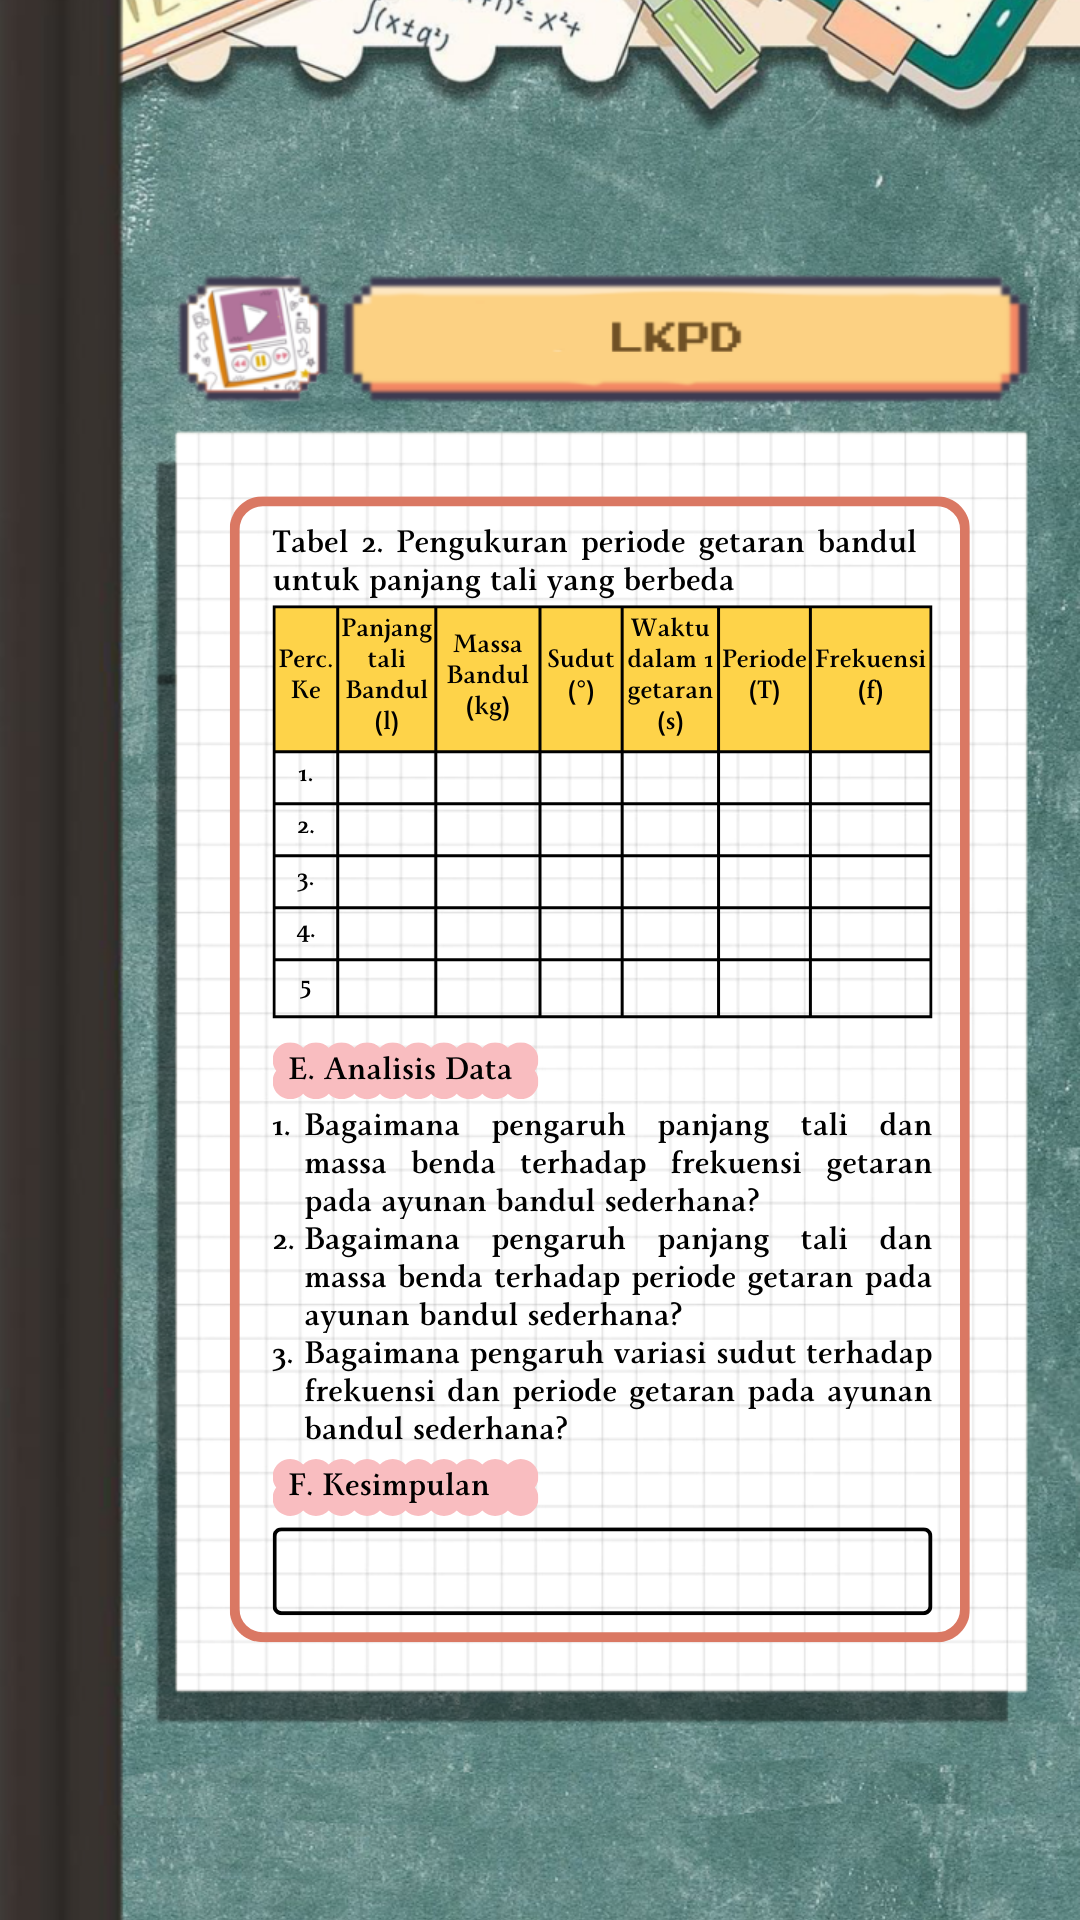 ∫(x±a²)
)²= x²+
LKPD
Tabel 2. Pengukuran periode getaran bandul
untuk panjang tali yang berbeda
Perc.
Ke
Panjang
tali
Bandul
(l)
Massa
Bandul
(kg)
Sudut
(°)
Waktu
dalam 1
getaran
(s)
Periode
(T)
Frekuensi
(f)
1.
2.
3.
4.
5
E. Analisis Data
1. Bagaimana pengaruh panjang tali dan
massa benda terhadap frekuensi getaran
pada ayunan bandul sederhana?
2. Bagaimana pengaruh panjang tali dan
massa benda terhadap periode getaran pada
ayunan bandul sederhana?
3. Bagaimana pengaruh variasi sudut terhadap
frekuensi dan periode getaran pada ayunan
bandul sederhana?
F. Kesimpulan